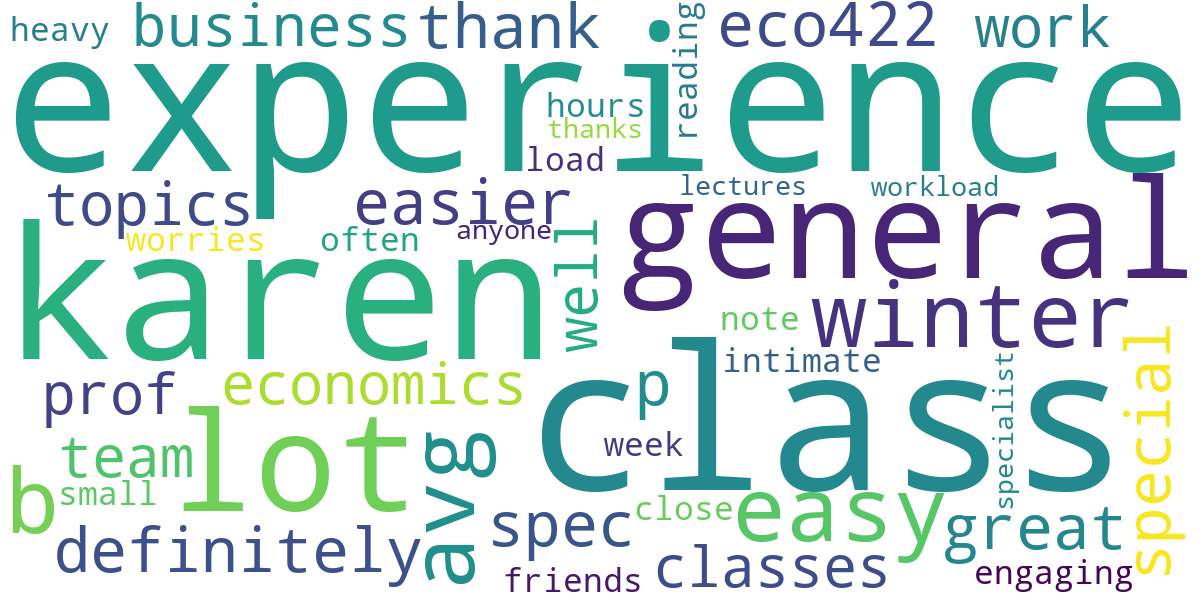 heavy
business
thank
reading
eco422
work
experience
hours
thanks
load
topics
easier
lectures
workload
general
worries
often
anyone
well
karen
winter
note
intimate
special
prof
economics
p
class
specialist
team
lot
avg
week
b
small
close
easy
great
definitely
spec
classes
friends
engaging